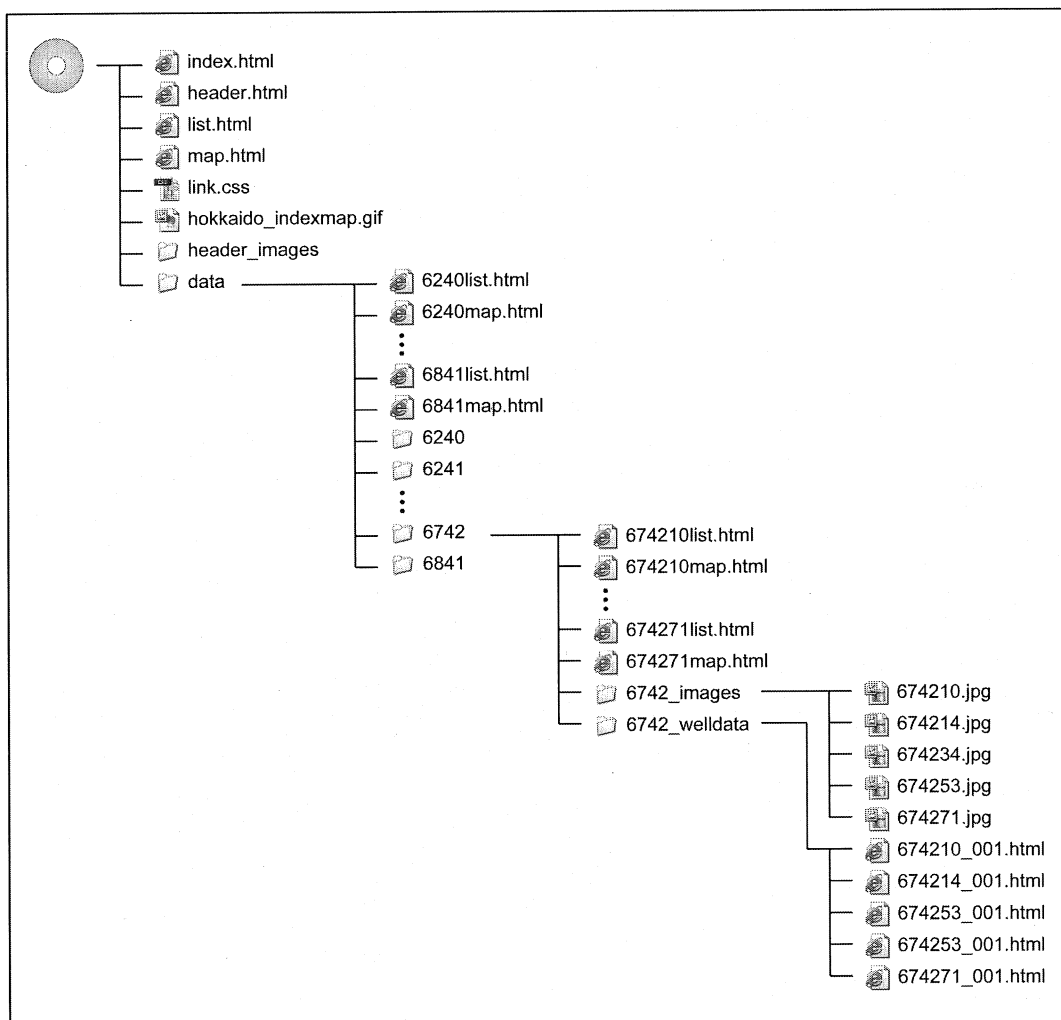 index.html
header.html
list.html
map.html
link.css
hokkaido_indexmap.gif
header_images
data
6240list.html
6240map.html
6841list.html
6841map.html
6240
6241
6742
6841
674210list.html
674210map.html
674271list.html
674271map.html
6742_images
6742_welldata
674210.jpg
674214.jpg
674234.jpg
674253.jpg
674271.jpg
674210_001.html
674214_001.html
674253_001.html
674253_001.html
674271_001.html